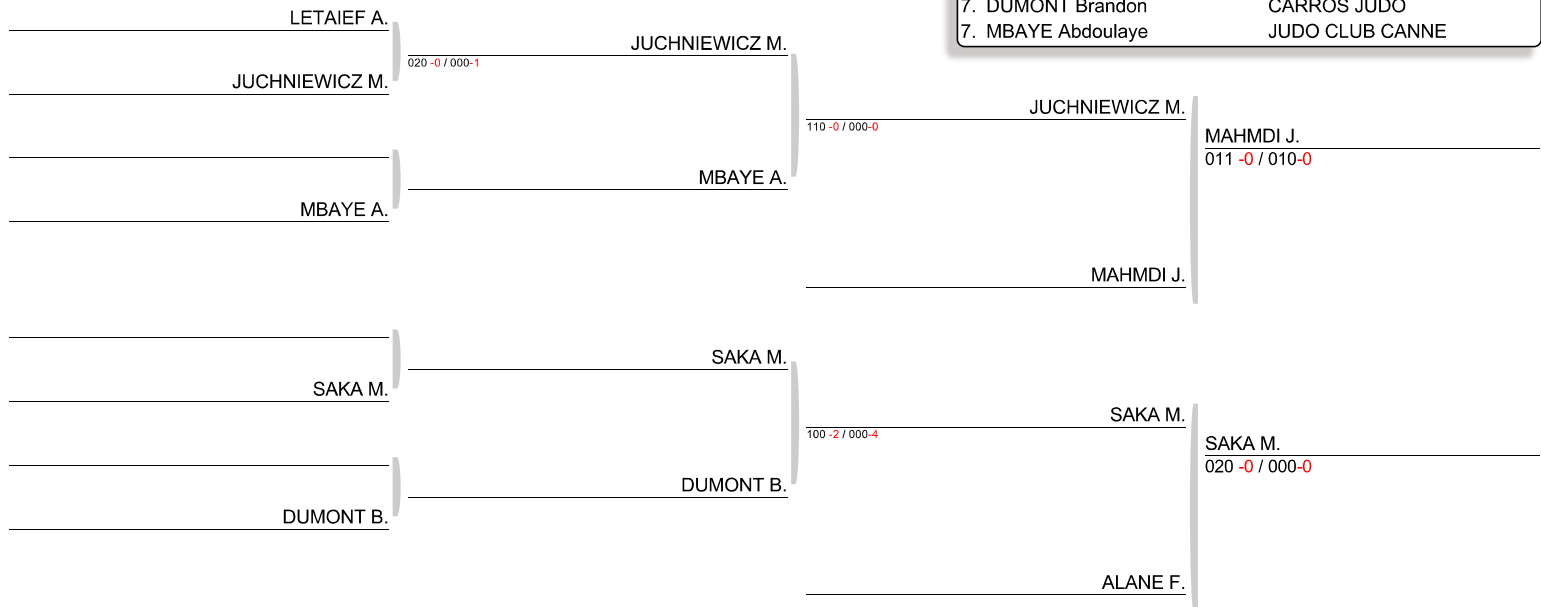 7. DUMONT Brandon CARROS JUDO
7. MBAYE Abdoulaye JUDO CLUB CANNE
LETAIEF A.
JUCHNIEWICZ M.
020 -0 / 000-1
JUCHNIEWICZ M.
JUCHNIEWICZ M.
110 -0 / 000-0
MAHMDI J.
011 -0 / 010-0
MBAYE A.
MBAYE A.
MAHMDI J.
SAKA M.
SAKA M.
SAKA M.
100 -2 / 000-4
SAKA M.
020 -0 / 000-0
DUMONT B.
DUMONT B.
ALANE F.